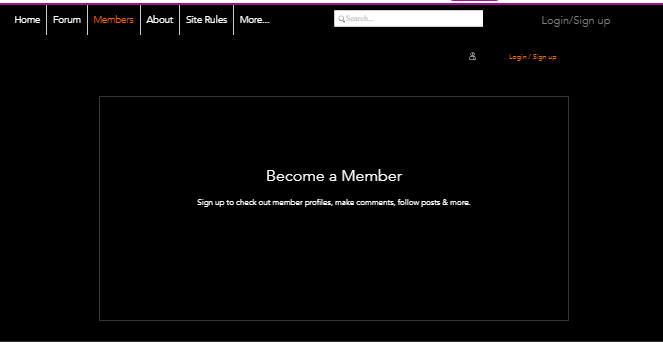 Home Forum Members About Site Rules More... Search... Login/Sign up
Login / Sign up
Become a Member
Sign up to check out member profiles, make comments, follow posts & more.